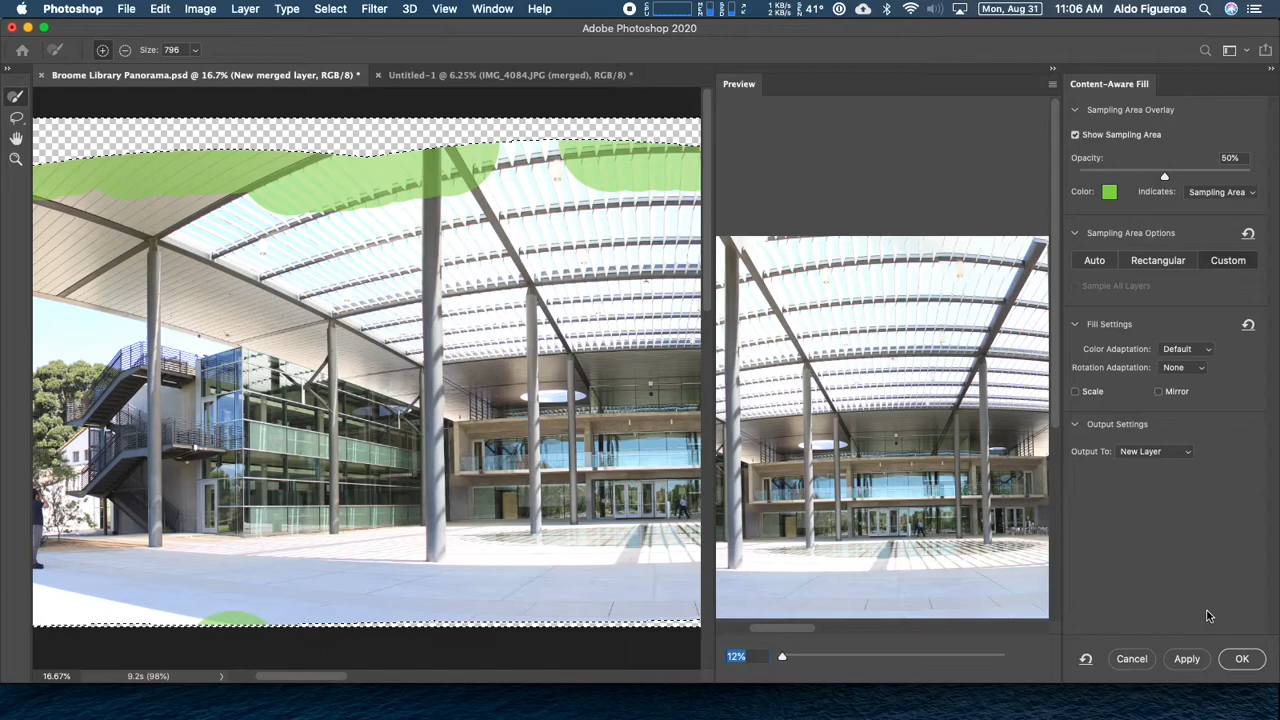 Photoshop File Edit Image Layer Type Select Filter 3D View Window Help 1 KB/s 2 KB/s 41° Mon, Aug 31 11:06 AM Aldo Figueroa
Adobe Photoshop 2020
Size: 796
Broome Library Panorama.psd @ 16.7% (New merged layer, RGB/8) *
Untitled-1 @ 6.25% (IMG_4084.JPG (merged), RGB/8) *
Preview
Content-Aware Fill
Sampling Area Overlay
Show Sampling Area
Opacity: 50%
Color: Indicates: Sampling Area
Sampling Area Options
Auto Rectangular Custom
Sample All Layers
Fill Settings
Color Adaptation: Default
Rotation Adaptation: None
Scale Mirror
Output Settings
Output To: New Layer
12%
Cancel Apply OK
16.67% 9.2s (98%)